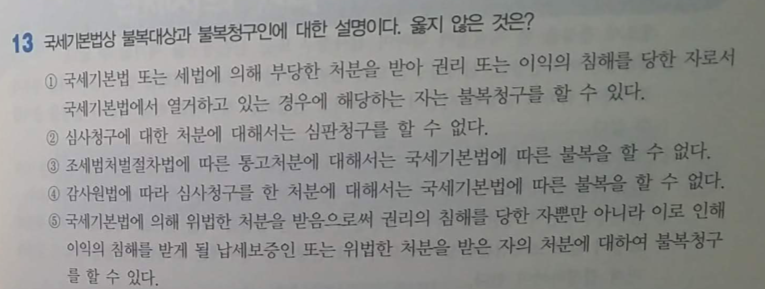 13 국세기본법상 불복대상과 불복청구인에 대한 설명이다. 옳지 않은 것은?
① 국세기본법 또는 세법에 의해 부당한 처분을 받아 권리 또는 이익의 침해를 당한 자로서
국세기본법에서 열거하고 있는 경우에 해당하는 자는 불복청구를 할 수 있다.
② 심사청구에 대한 처분에 대해서는 심판청구를 할 수 없다.
③ 조세범처벌절차법에 따른 통고처분에 대해서는 국세기본법에 따른 불복을 할 수 없다.
④ 감사원법에 따라 심사청구를 한 처분에 대해서는 국세기본법에 따른 불복을 할 수 없다.
⑤ 국세기본법에 의해 위법한 처분을 받음으로써 권리의 침해를 당한 자뿐만 아니라 이로 인해
이익의 침해를 받게 될 납세보증인 또는 위법한 처분을 받은 자의 처분에 대하여 불복청구
를 할 수 있다.